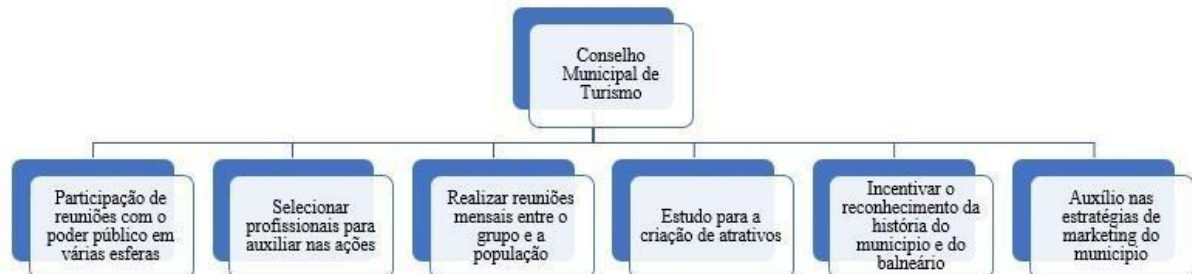 Conselho
Municipal de
Turismo
Participação de
reuniões com o
poder público em
várias esferas
Selecionar
profissionais para
auxiliar nas ações
Realizar reuniões
mensais entre o
grupo e a
população
Estudo para a
criação de atrativos
Incentivar o
reconhecimento da
história do
municipio e do
balneário
Auxílio nas
estratégias de
marketing do
municipio